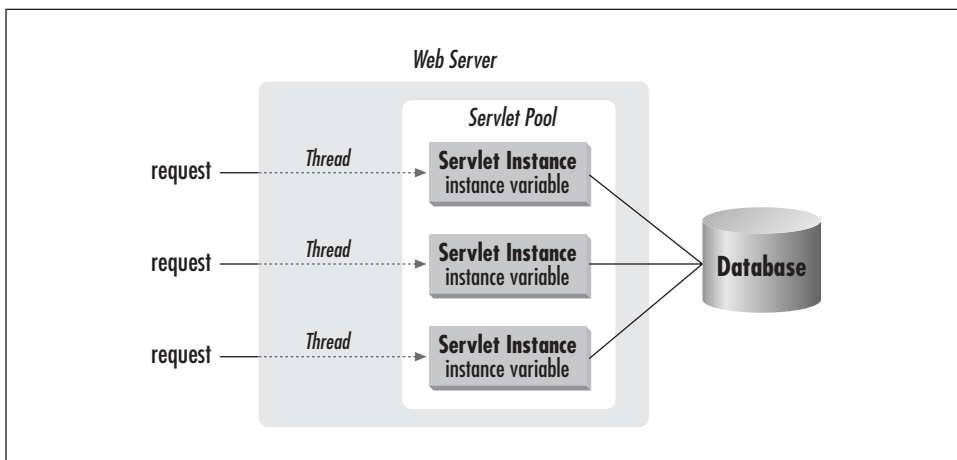 Web Server
Servlet Pool
request
Thread
Servlet Instance
instance variable
request
Thread
Servlet Instance
instance variable
Database
request
Thread
Servlet Instance
instance variable